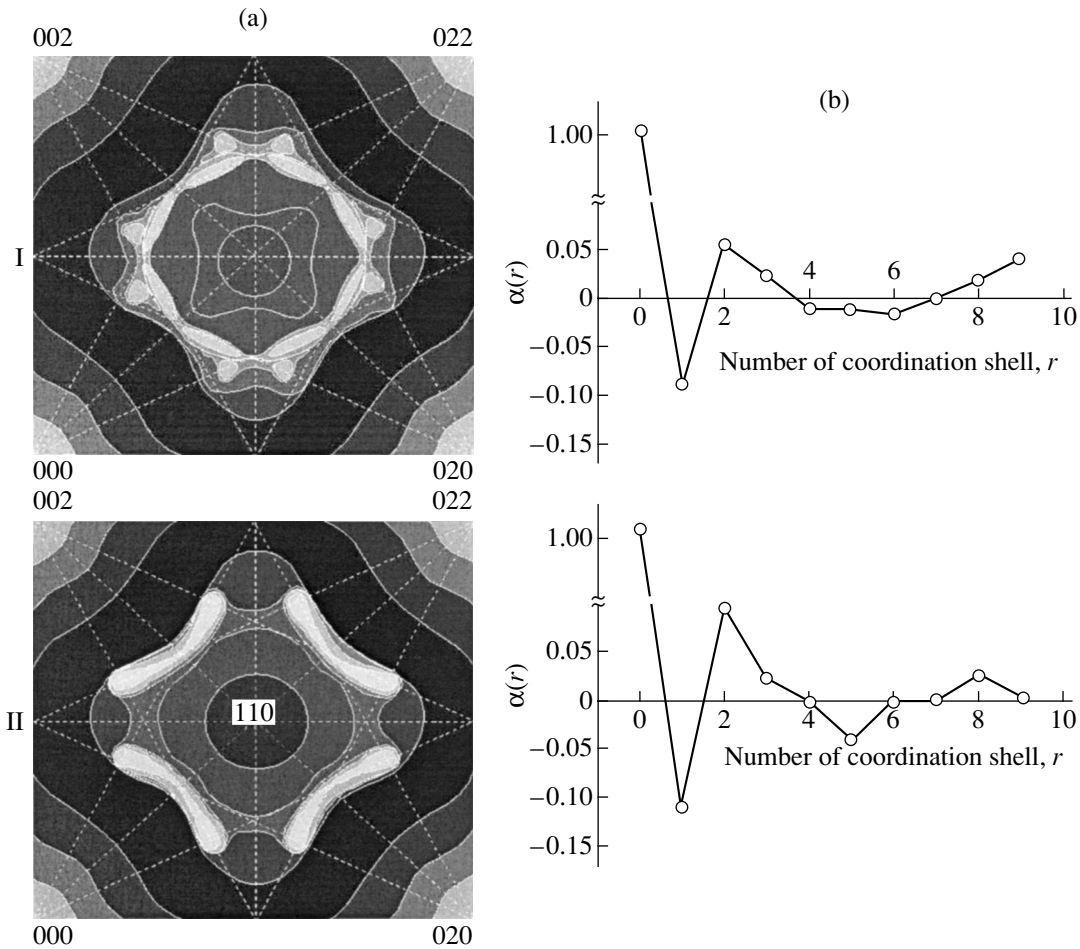 (a)
002 022
I
000 020
(b)
1.00
≈
0.05
0
−0.05
−0.10
−0.15
α(r)
4 6
0 2 8 10
Number of coordination shell, r
002 022
II
110
000 020
1.00
≈
0.05
0
−0.05
−0.10
−0.15
α(r)
0 2 4 6 8 10
Number of coordination shell, r